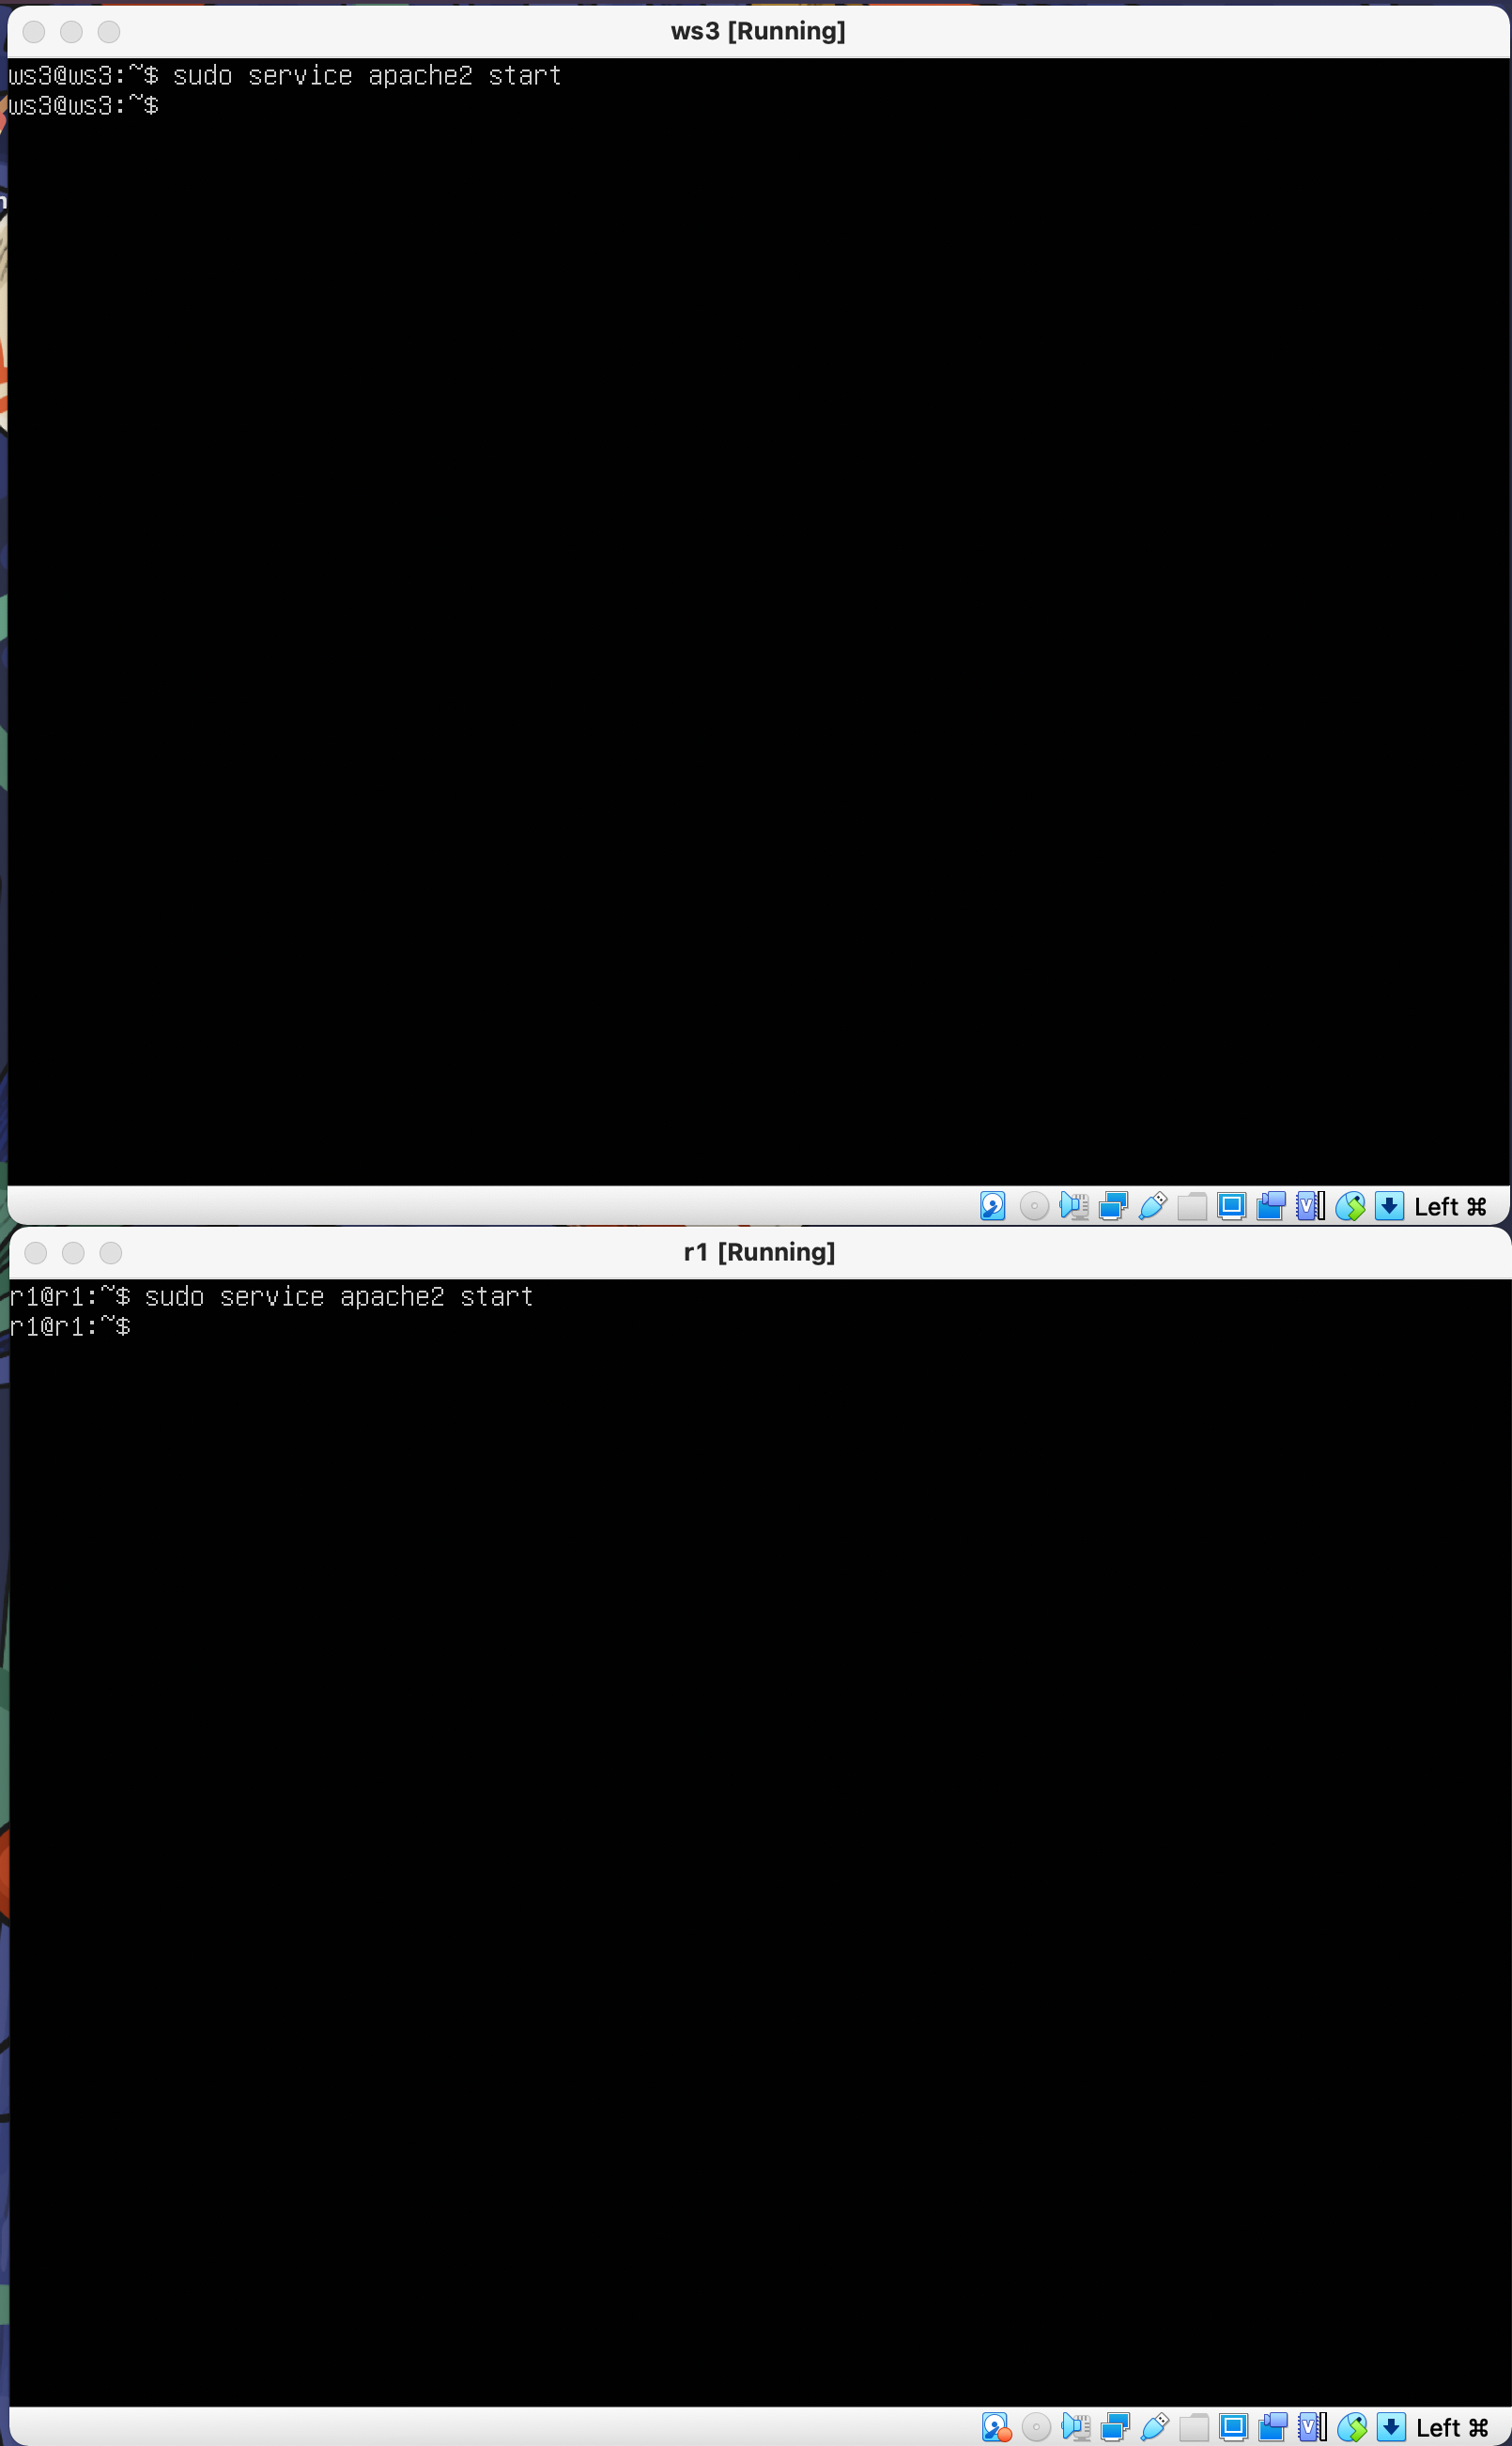 ws3 [Running]
ws3@ws3:~$ sudo service apache2 start
ws3@ws3:~$
Left ⌘
r1 [Running]
r1@r1:~$ sudo service apache2 start
r1@r1:~$
Left ⌘